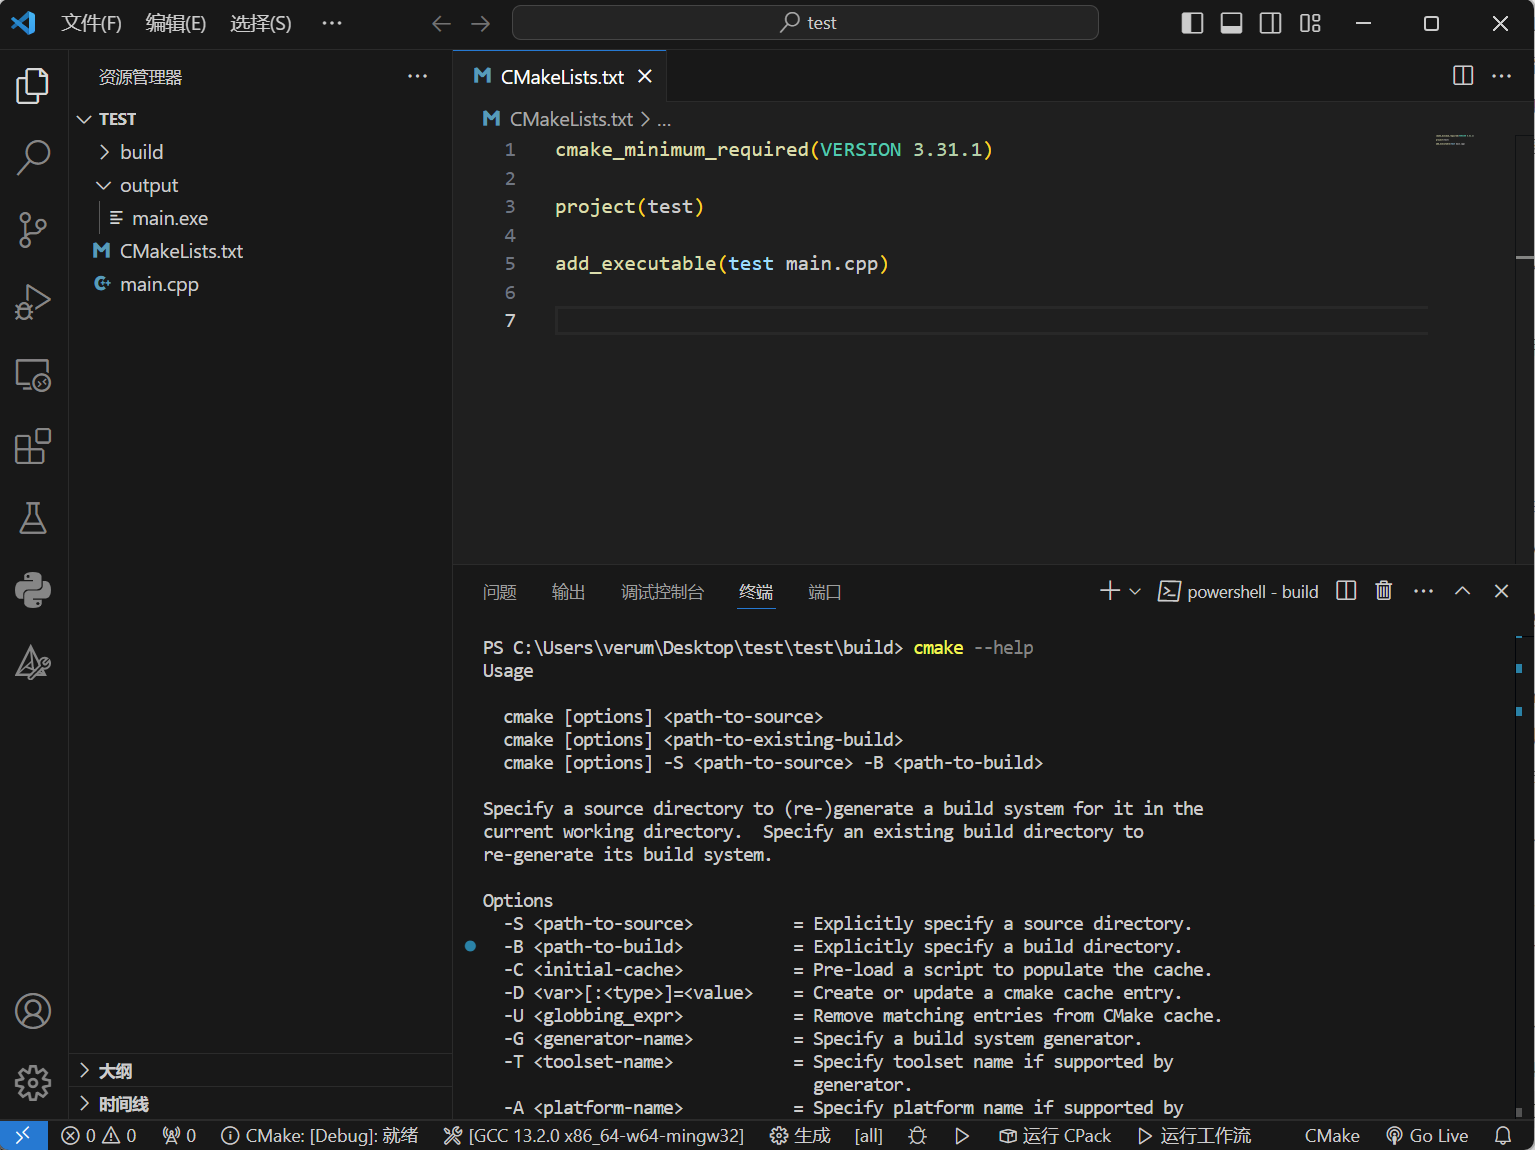 文件(F) 编辑(E) 选择(S) ··· test
资源管理器 ···
TEST
build
output
main.exe
CMakeLists.txt
main.cpp
大纲
时间线
CMakeLists.txt
CMakeLists.txt > ...
1 cmake_minimum_required(VERSION 3.31.1)
2
3 project(test)
4
5 add_executable(test main.cpp)
6
7
问题 输出 调试控制台 终端 端口 powershell - build
PS C:\Users\verum\Desktop\test\test\build> cmake --help
Usage
cmake [options] <path-to-source>
cmake [options] <path-to-existing-build>
cmake [options] -S <path-to-source> -B <path-to-build>
Specify a source directory to (re-)generate a build system for it in the
current working directory.  Specify an existing build directory to
re-generate its build system.
Options
-S <path-to-source> = Explicitly specify a source directory.
-B <path-to-build> = Explicitly specify a build directory.
-C <initial-cache> = Pre-load a script to populate the cache.
-D <var>[:<type>]=<value> = Create or update a cmake cache entry.
-U <globbing_expr> = Remove matching entries from CMake cache.
-G <generator-name> = Specify a build system generator.
-T <toolset-name> = Specify toolset name if supported by
generator.
-A <platform-name> = Specify platform name if supported by
0 0 0 CMake: [Debug]: 就绪 [GCC 13.2.0 x86_64-w64-mingw32] 生成 [all] 运行 CPack 运行工作流 CMake Go Live